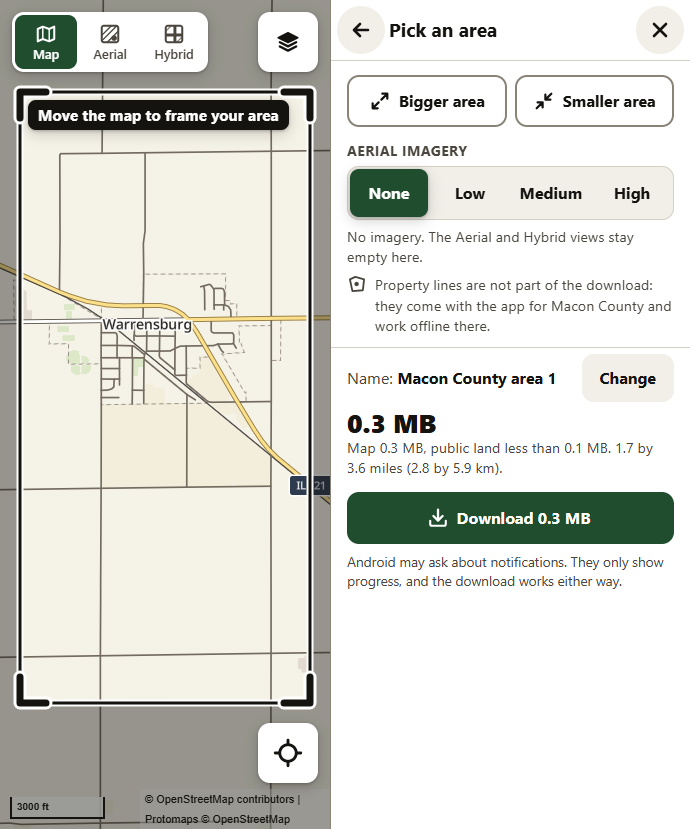 Map
Aerial
Hybrid
Move the map to frame your area
Warrensburg
3000 ft
© OpenStreetMap contributors |
Protomaps © OpenStreetMap
Pick an area
Bigger area
Smaller area
AERIAL IMAGERY
None
Low
Medium
High
No imagery. The Aerial and Hybrid views stay
empty here.
Property lines are not part of the download:
they come with the app for Macon County and
work offline there.
Name: Macon County area 1
Change
0.3 MB
Map 0.3 MB, public land less than 0.1 MB. 1.7 by
3.6 miles (2.8 by 5.9 km).
Download 0.3 MB
Android may ask about notifications. They only show
progress, and the download works either way.